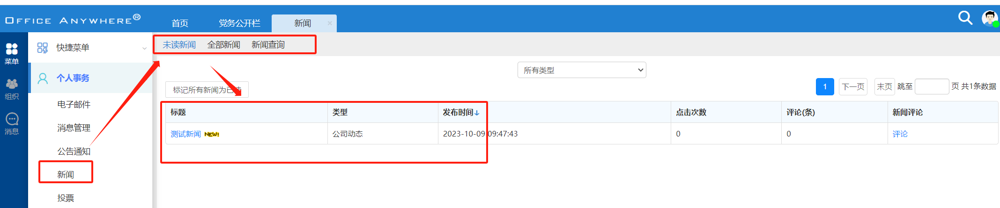 OFFICE ANYWHERE®
首页 党务公开栏 新闻 ×
菜单
组织
消息
快捷菜单
个人事务
电子邮件
消息管理
公告通知
新闻
投票
未读新闻 全部新闻 新闻查询
所有类型
标记所有新闻为已
1 下一页 末页 跳至 页 共1条数据
标题 类型 发布时间↓ 点击次数 评论(条) 新闻评论
测试新闻 NEW! 公司动态 2023-10-09 09:47:43 0 0 评论